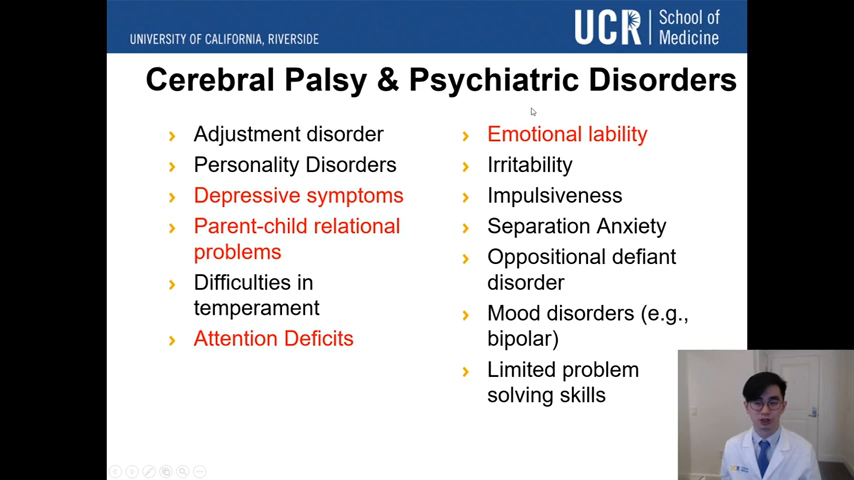 UNIVERSITY OF CALIFORNIA, RIVERSIDE
UCR School of
Medicine
Cerebral Palsy & Psychiatric Disorders
Adjustment disorder
Personality Disorders
Depressive symptoms
Parent-child relational
problems
Difficulties in
temperament
Attention Deficits
Emotional lability
Irritability
Impulsiveness
Separation Anxiety
Oppositional defiant
disorder
Mood disorders (e.g.,
bipolar)
Limited problem
solving skills